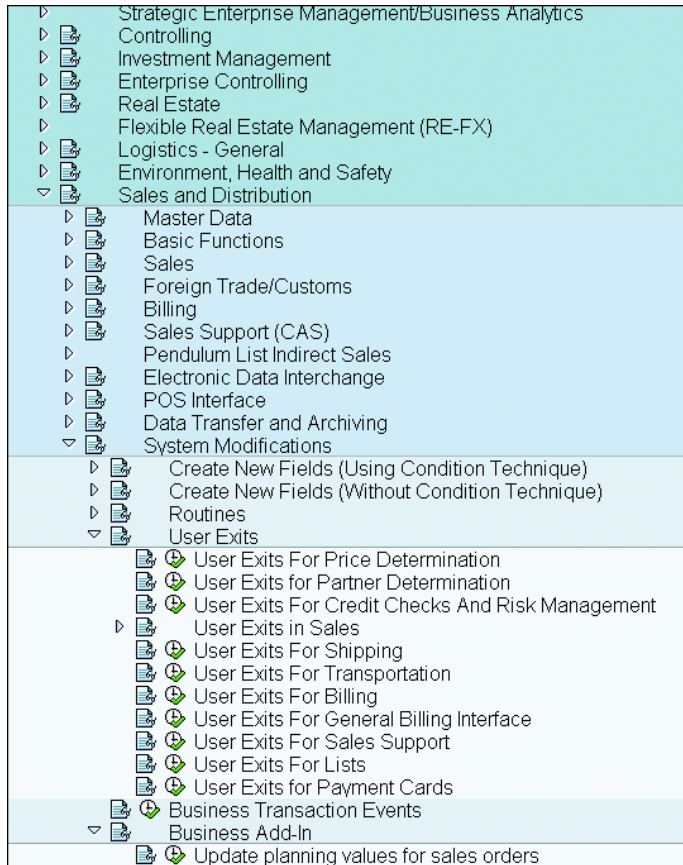 Strategic Enterprise Management/Business Analytics
Controlling
Investment Management
Enterprise Controlling
Real Estate
Flexible Real Estate Management (RE-FX)
Logistics - General
Environment, Health and Safety
Sales and Distribution
Master Data
Basic Functions
Sales
Foreign Trade/Customs
Billing
Sales Support (CAS)
Pendulum List Indirect Sales
Electronic Data Interchange
POS Interface
Data Transfer and Archiving
System Modifications
Create New Fields (Using Condition Technique)
Create New Fields (Without Condition Technique)
Routines
User Exits
User Exits For Price Determination
User Exits for Partner Determination
User Exits For Credit Checks And Risk Management
User Exits in Sales
User Exits For Shipping
User Exits For Transportation
User Exits For Billing
User Exits For General Billing Interface
User Exits For Sales Support
User Exits For Lists
User Exits for Payment Cards
Business Transaction Events
Business Add-In
Update planning values for sales orders